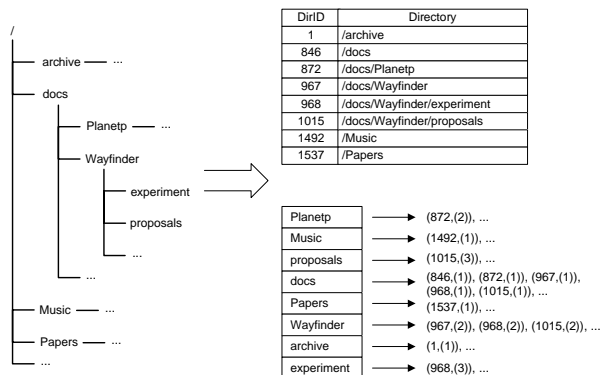 /
archive ...
docs
Planetp ...
Wayfinder
experiment
proposals
...
...
Music ...
Papers ...
...
DirID Directory
1 /archive
846 /docs
872 /docs/Planetp
967 /docs/Wayfinder
968 /docs/Wayfinder/experiment
1015 /docs/Wayfinder/proposals
1492 /Music
1537 /Papers
Planetp (872,(2)), ...
Music (1492,(1)), ...
proposals (1015,(3)), ...
docs (846,(1)), (872,(1)), (967,(1)),
(968,(1)), (1015,(1)), ...
Papers (1537,(1)), ...
Wayfinder (967,(2)), (968,(2)), (1015,(2)), ...
archive (1,(1)), ...
experiment (968,(3)), ...